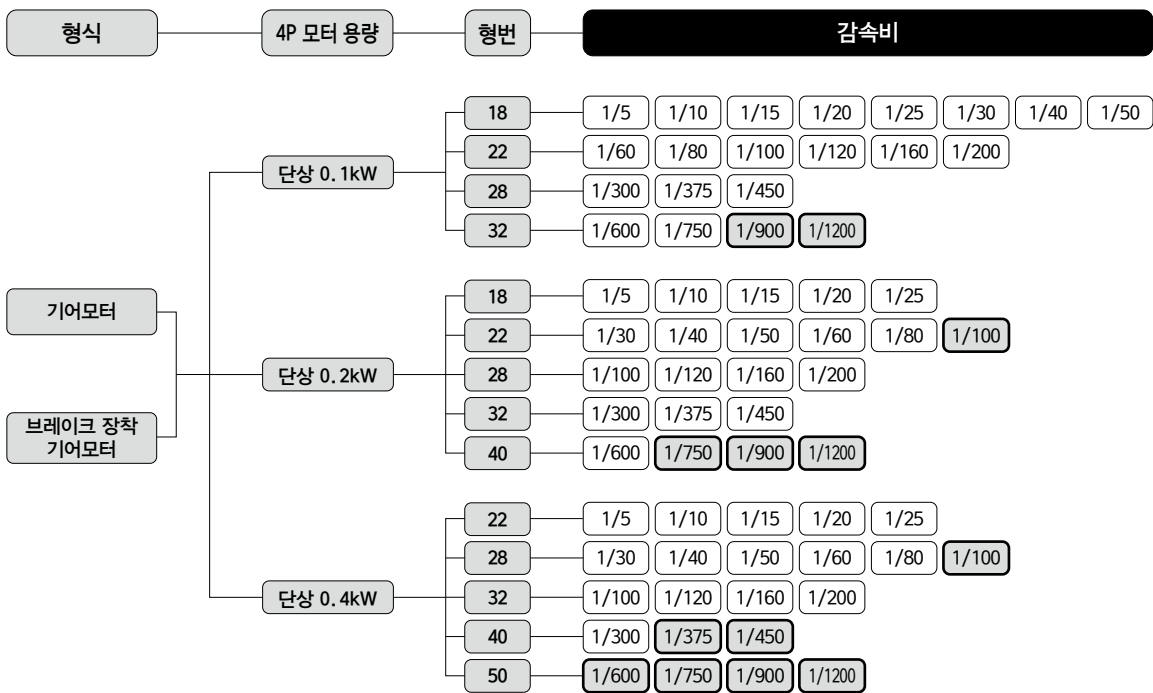 형식 4P 모터 용량 형번 감속비
18 1/5 1/10 1/15 1/20 1/25 1/30 1/40 1/50
단상 0.1kW
22 1/60 1/80 1/100 1/120 1/160 1/200
28 1/300 1/375 1/450
32 1/600 1/750 1/900 1/1200
기어모터
브레이크 장착
기어모터
단상 0.2kW
18 1/5 1/10 1/15 1/20 1/25
22 1/30 1/40 1/50 1/60 1/80 1/100
28 1/100 1/120 1/160 1/200
32 1/300 1/375 1/450
40 1/600 1/750 1/900 1/1200
단상 0.4kW
22 1/5 1/10 1/15 1/20 1/25
28 1/30 1/40 1/50 1/60 1/80 1/100
32 1/100 1/120 1/160 1/200
40 1/300 1/375 1/450
50 1/600 1/750 1/900 1/1200